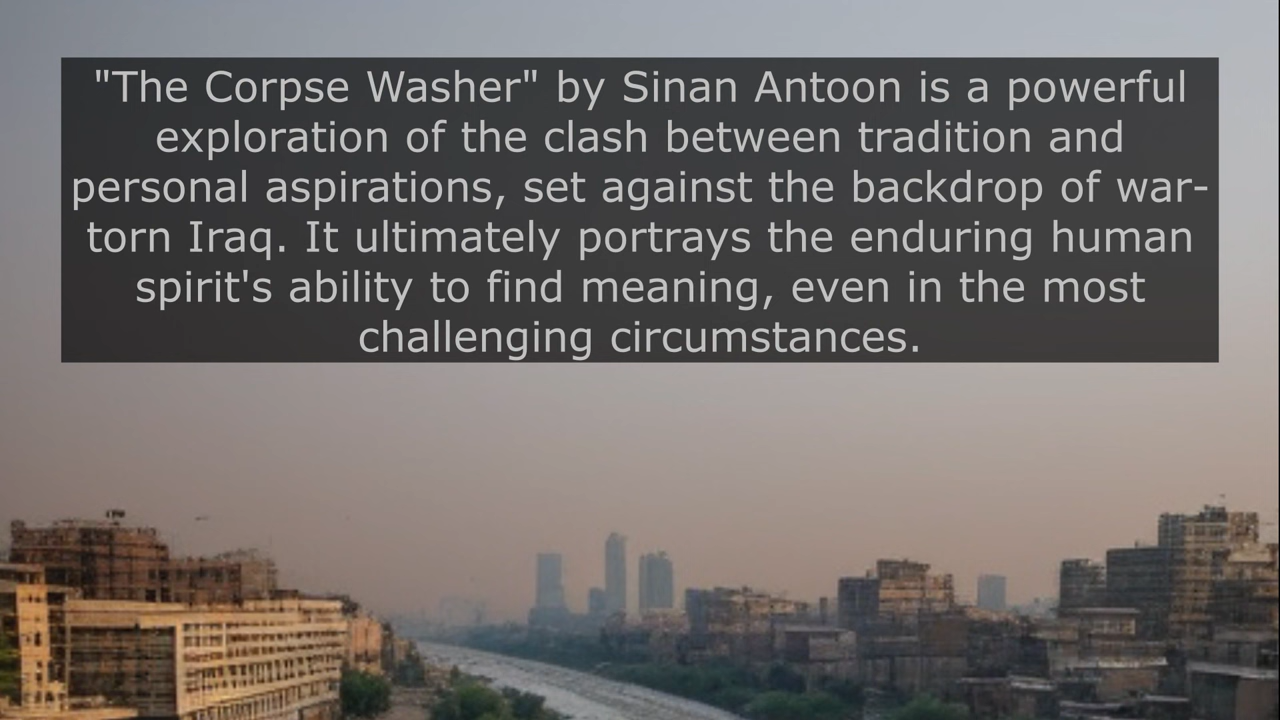 "The Corpse Washer" by Sinan Antoon is a powerful
exploration of the clash between tradition and
personal aspirations, set against the backdrop of war-
torn Iraq. It ultimately portrays the enduring human
spirit's ability to find meaning, even in the most
challenging circumstances.